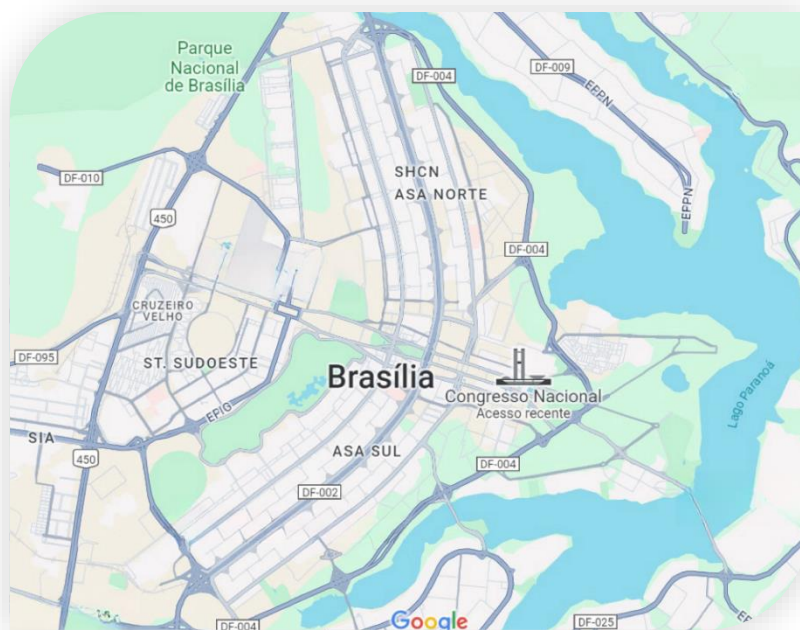 Parque
Nacional
de Brasília
DF-004
DF-009
EPPN
DF-010
SHCN
ASA NORTE
EPPN
450
DF-004
CRUZEIRO
VELHO
DF-095
ST. SUDOESTE
Brasília
Congresso Nacional
Acesso recente
Lago Paranoá
EPIG
SIA
450
ASA SUL
DF-004
DF-002
Google
DF-004
DF-025